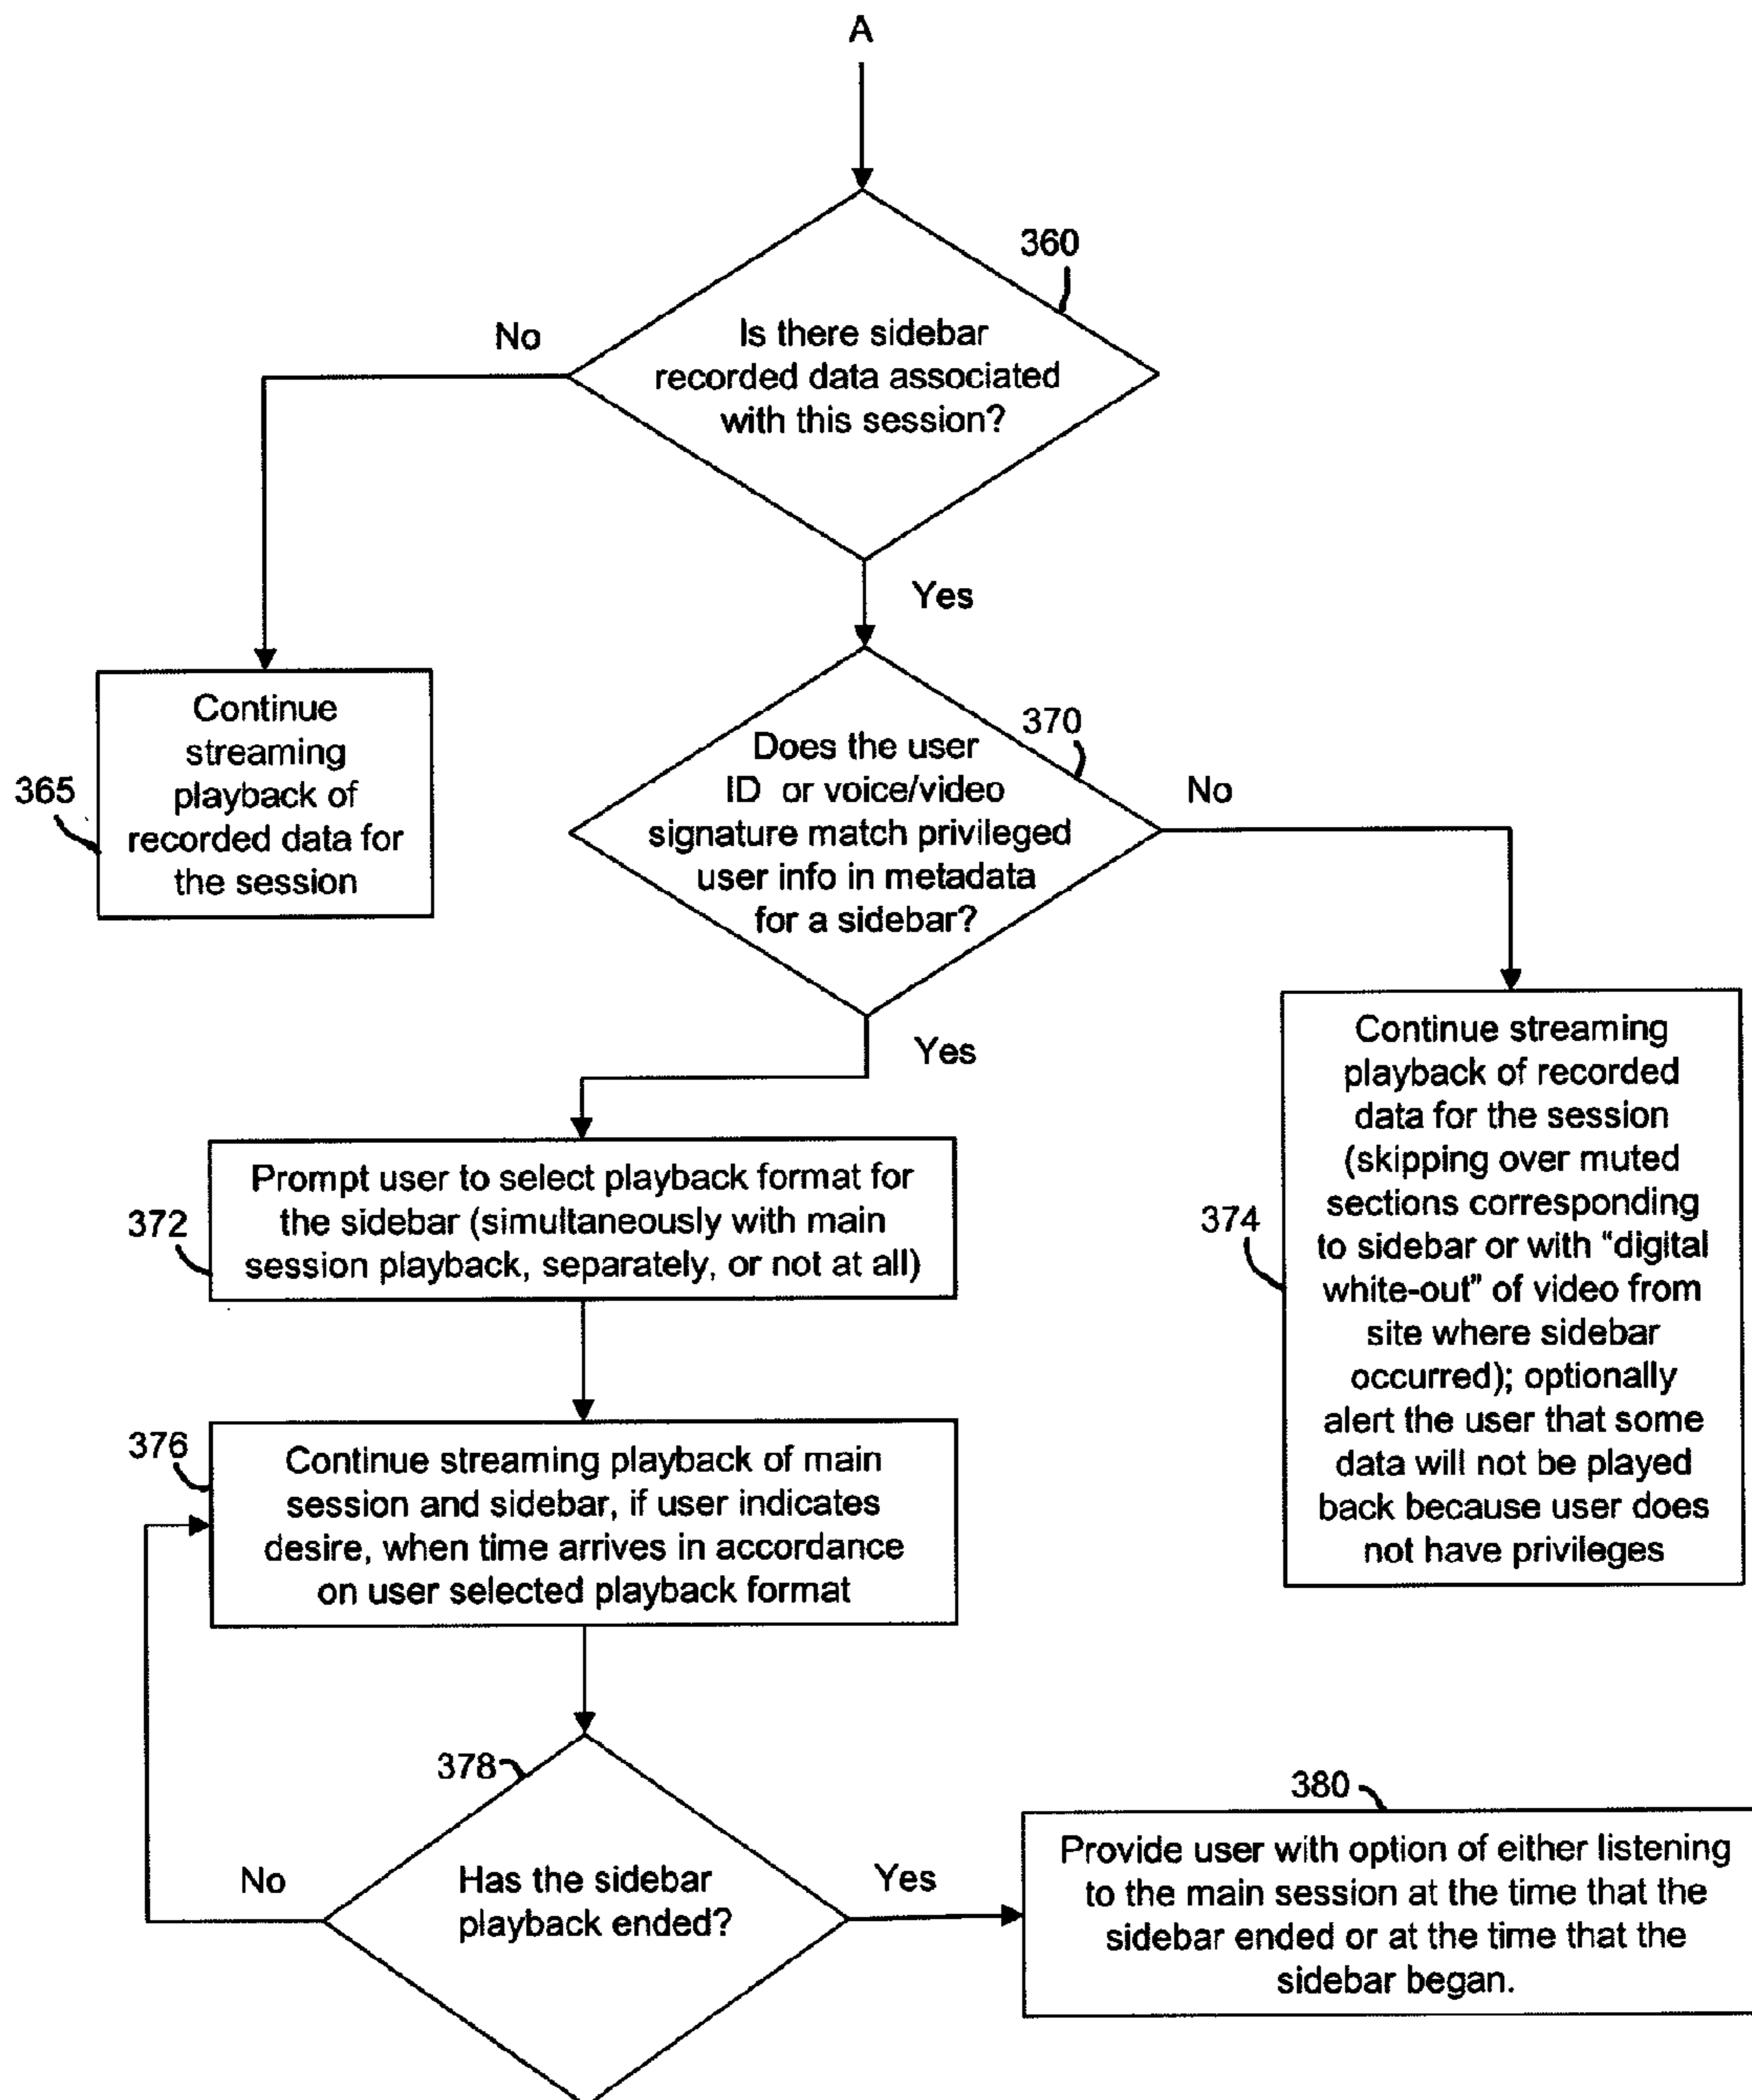 A
360
Is there sidebar
recorded data associated
with this session?
No
Yes
365
Continue
streaming
playback of
recorded data for
the session
370
Does the user
ID or voice/video
signature match privileged
user info in metadata
for a sidebar?
No
Yes
372
Prompt user to select playback format for
the sidebar (simultaneously with main
session playback, separately, or not at all)
374
Continue streaming
playback of recorded
data for the session
(skipping over muted
sections corresponding
to sidebar or with “digital
white-out” of video from
site where sidebar
occurred); optionally
alert the user that some
data will not be played
back because user does
not have privileges
376
Continue streaming playback of main
session and sidebar, if user indicates
desire, when time arrives in accordance
on user selected playback format
378
Has the sidebar
playback ended?
No
Yes
380
Provide user with option of either listening
to the main session at the time that the
sidebar ended or at the time that the
sidebar began.